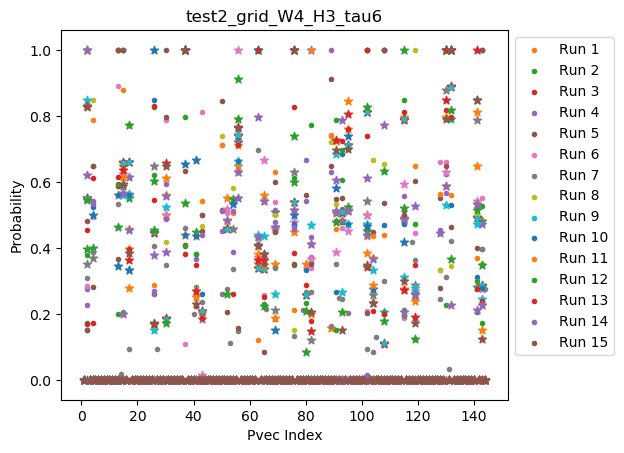 test2_grid_W4_H3_tau6
1.0
0.8
0.6
0.4
0.2
0.0
Probability
0 20 40 60 80 100 120 140
Pvec Index
Run 1
Run 2
Run 3
Run 4
Run 5
Run 6
Run 7
Run 8
Run 9
Run 10
Run 11
Run 12
Run 13
Run 14
Run 15